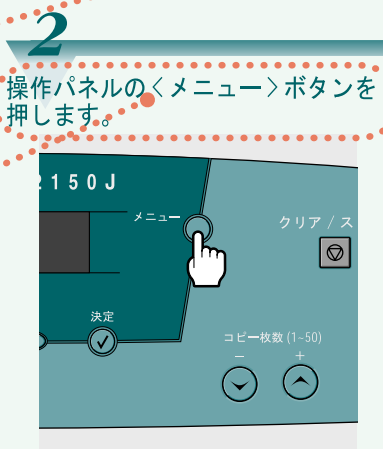 2
操作パネルの〈メニュー〉ボタンを
押します。
2150J
メニュー
クリア / ス
決定
コピー枚数 (1~50)
− +